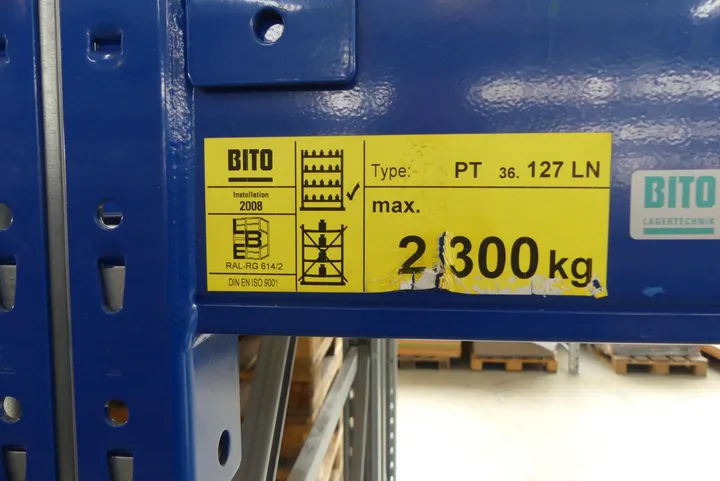 BITO
Installation
2008
LBE
RAL-RG 614/2
DIN EN ISO 9001
Type: PT 36. 127 LN
max.
2 300 kg
BITO
LAGERTECHNIK